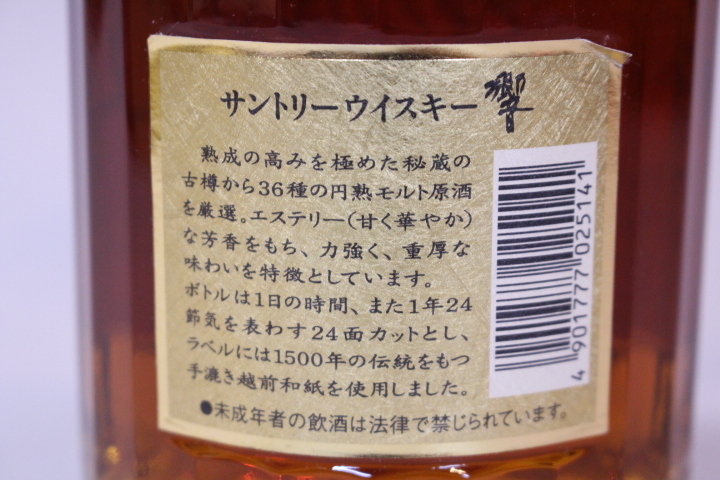 サントリーウイスキー 響
熟成の高みを極めた秘蔵の
古樽から36種の円熟モルト原酒
を厳選。エステリー(甘く華やか)
な芳香をもち、力強く、重厚な
味わいを特徴としています。
ボトルは1日の時間、また1年24
節気を表わす24面カットとし、
ラベルには1500年の伝統をもつ
手漉き越前和紙を使用しました。
●未成年者の飲酒は法律で禁じられています。
4 901777 025141